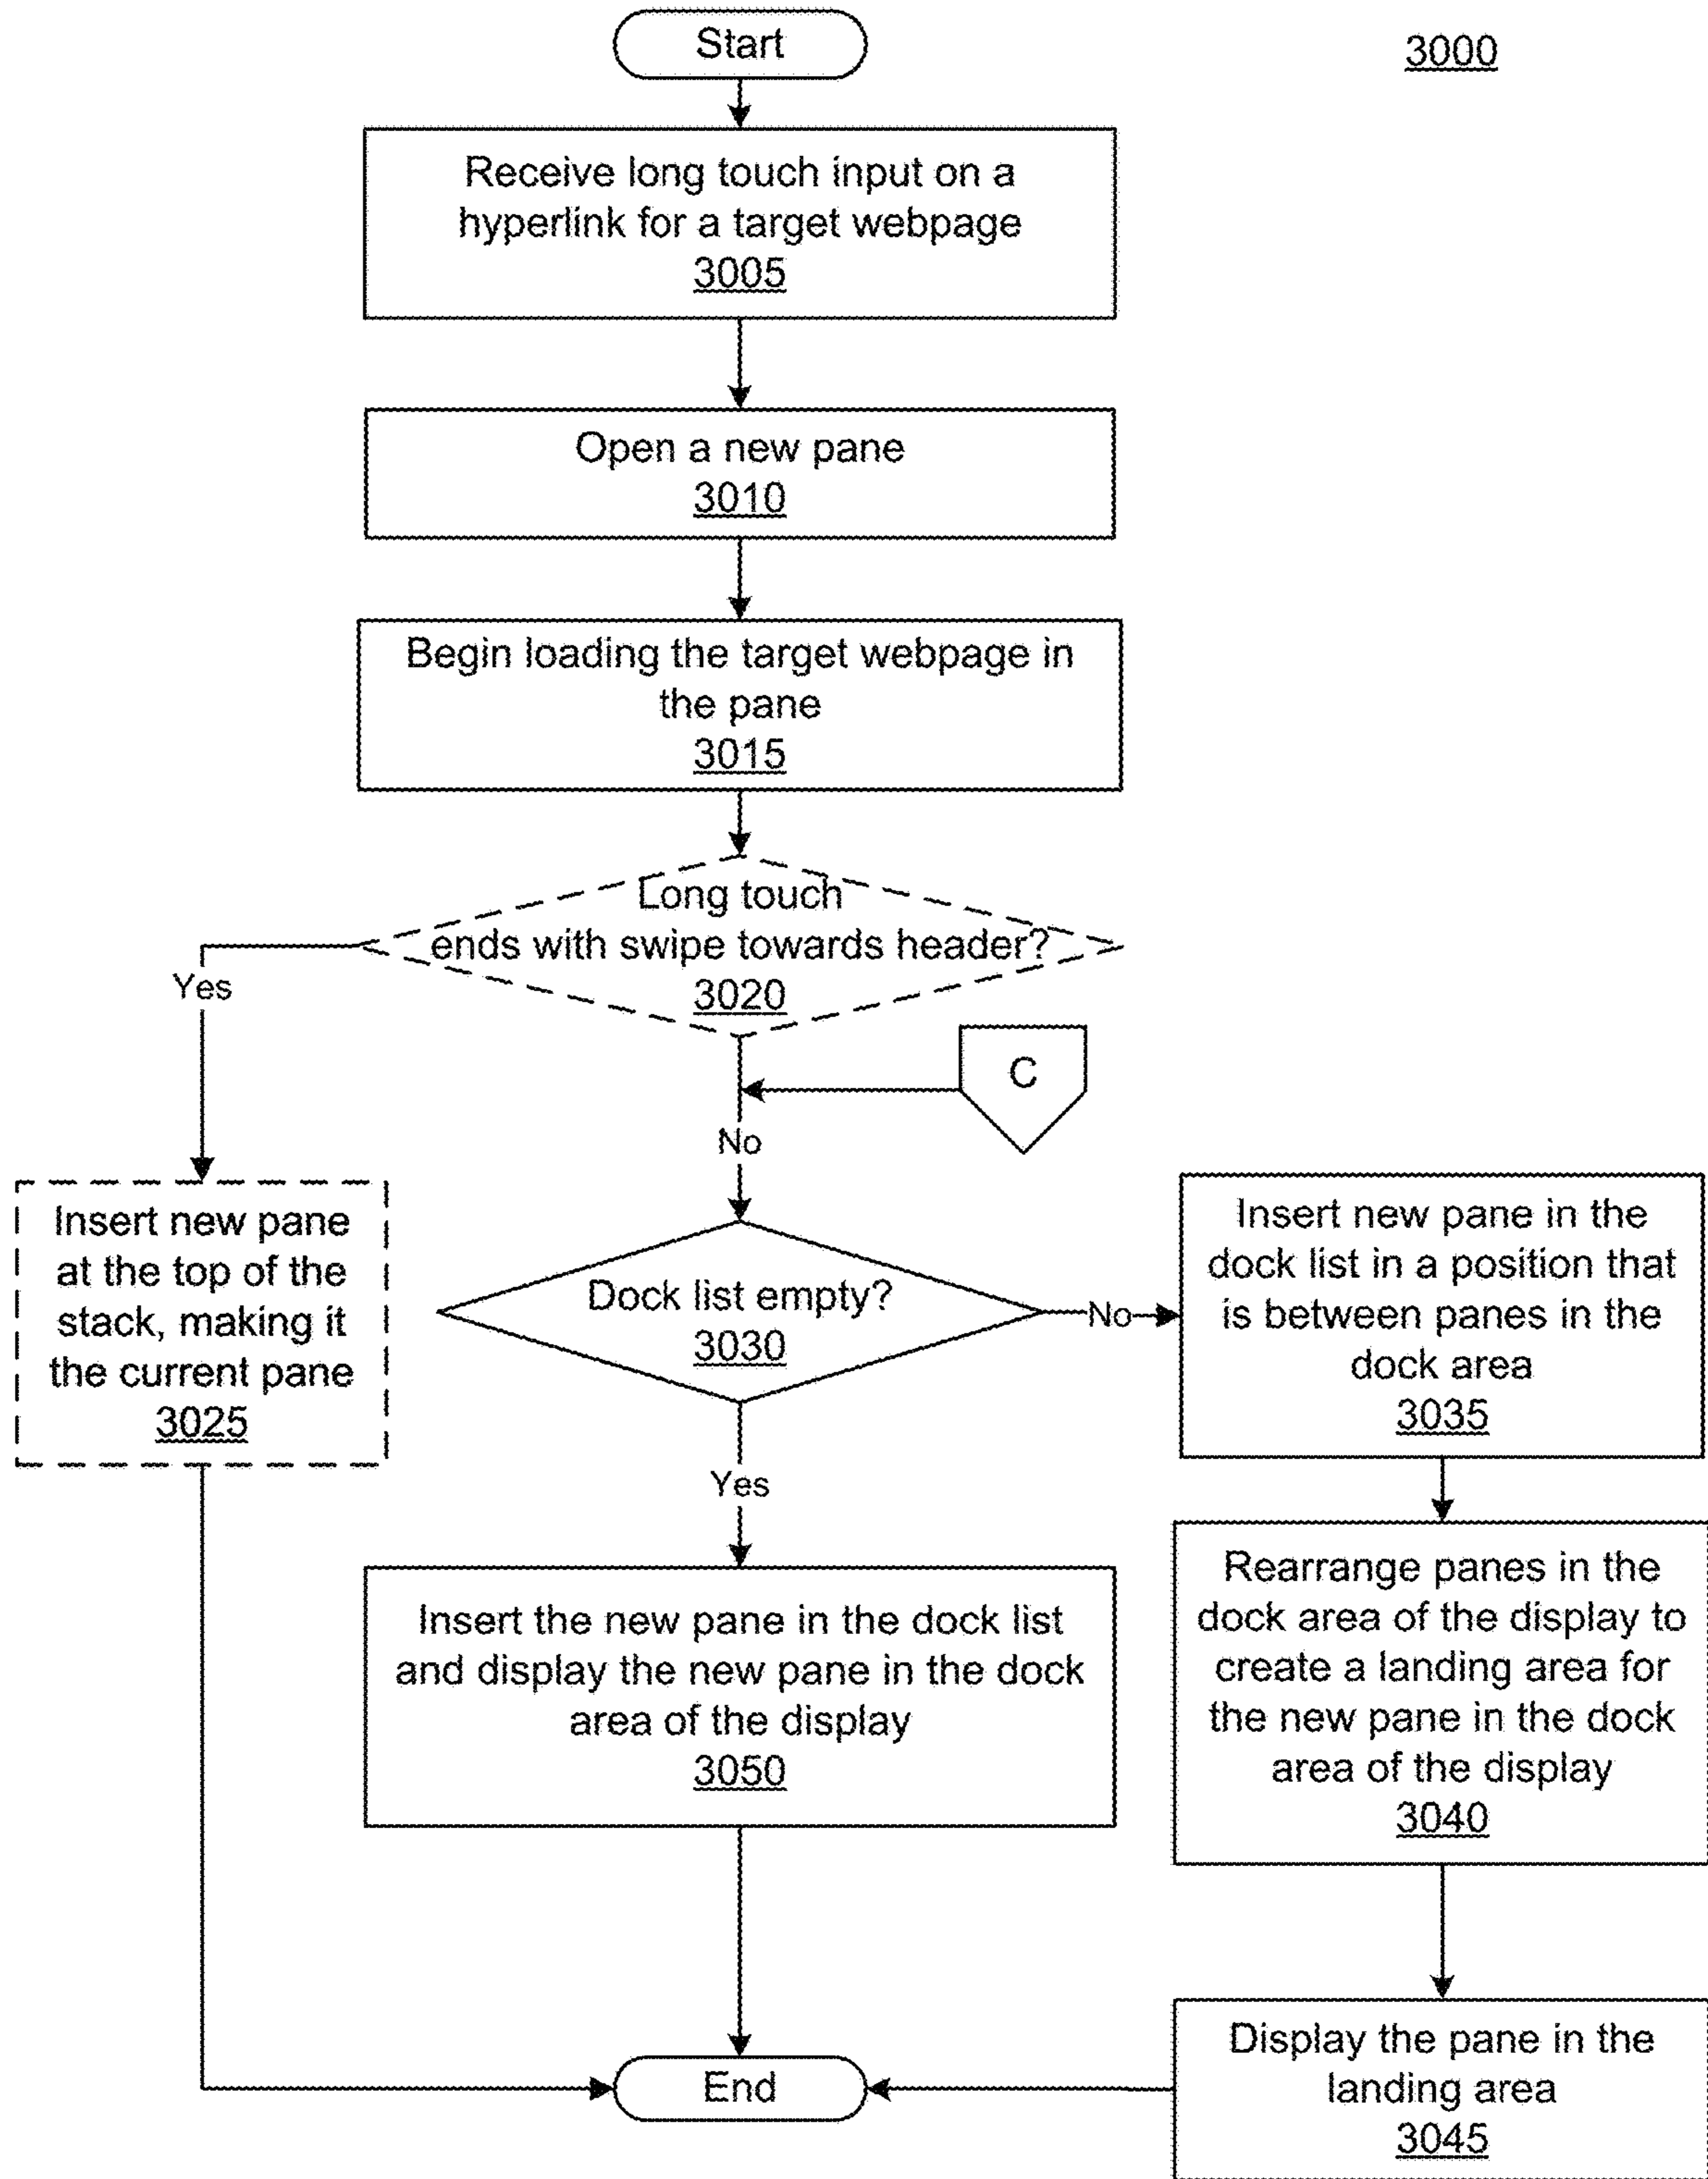 Start
3000
Receive long touch input on a
hyperlink for a target webpage
3005
Open a new pane
3010
Begin loading the target webpage in
the pane
3015
Long touch
ends with swipe towards header?
3020
Yes
C
No
Insert new pane
at the top of the
stack, making it
the current pane
3025
Dock list empty?
3030
No
Insert new pane in the
dock list in a position that
is between panes in the
dock area
3035
Yes
Insert the new pane in the dock list
and display the new pane in the dock
area of the display
3050
Rearrange panes in the
dock area of the display to
create a landing area for
the new pane in the dock
area of the display
3040
Display the pane in the
landing area
3045
End